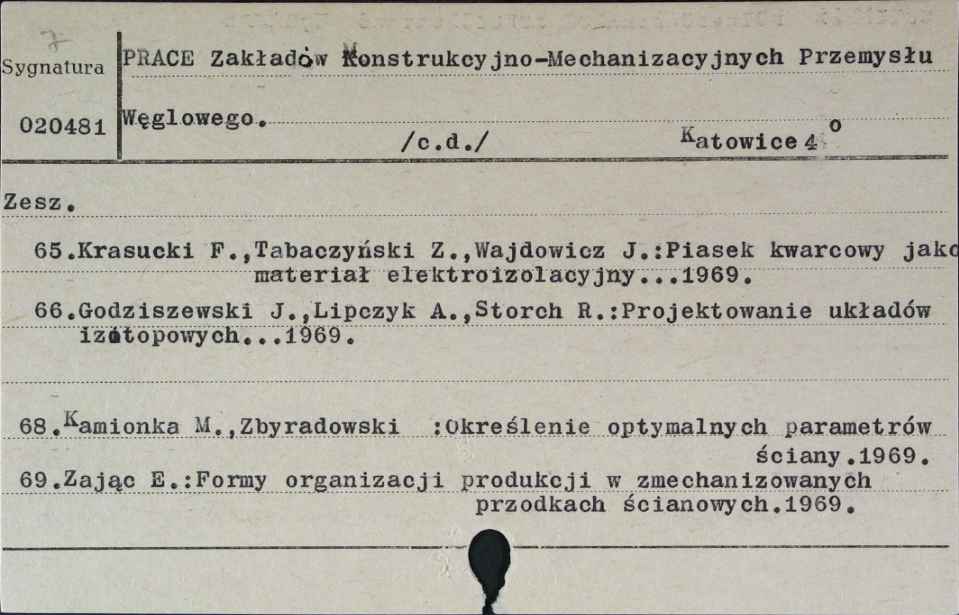 7
Sygnatura
PRACE Zakładów Konstrukcyjno-Mechanizacyjnych Przemysłu
020481
Węglowego.
/c.d./ Katowice 4°
Zesz.
65.Krasucki F.,Tabaczyński Z.,Wajdowicz J.:Piasek kwarcowy jako
materiał elektroizolacyjny...1969.
66.Godziszewski J.,Lipczyk A.,Storch R.:Projektowanie układów
izotopowych...1969.
68.Kamionka M.,Zbyradowski :Określenie optymalnych parametrów
ściany.1969.
69.Zając E.:Formy organizacji produkcji w zmechanizowanych
przodkach ścianowych.1969.